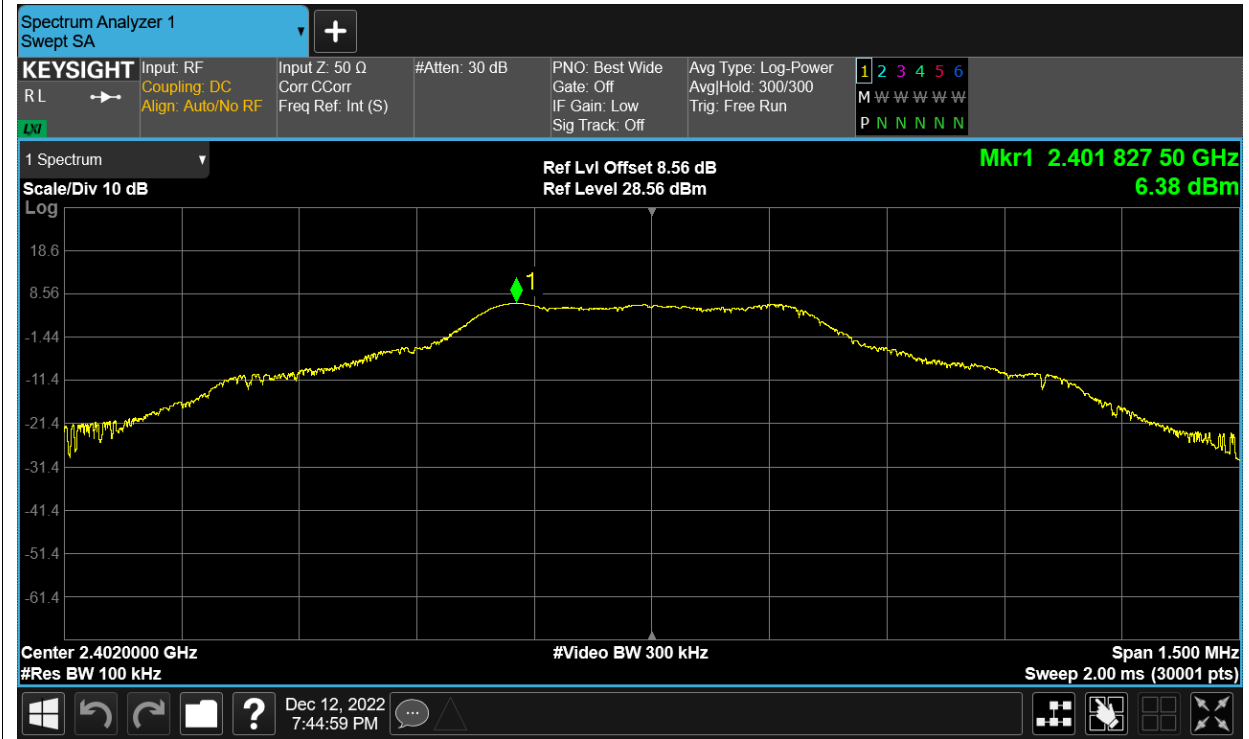 Spectrum Analyzer 1
Swept SA
KEYSIGHT
R L
LXI
Input: RF
Coupling: DC
Align: Auto/No RF
Input Z: 50 Ω
Corr CCorr
Freq Ref: Int (S)
#Atten: 30 dB
PNO: Best Wide
Gate: Off
IF Gain: Low
Sig Track: Off
Avg Type: Log-Power
Avg|Hold: 300/300
Trig: Free Run
1 2 3 4 5 6
M W W W W W
P N N N N N
1 Spectrum
Scale/Div 10 dB
Log
Ref Lvl Offset 8.56 dB
Ref Level 28.56 dBm
Mkr1 2.401 827 50 GHz
6.38 dBm
1
18.6
8.56
-1.44
-11.4
-21.4
-31.4
-41.4
-51.4
-61.4
Center 2.4020000 GHz
#Video BW 300 kHz
Span 1.500 MHz
#Res BW 100 kHz
Sweep 2.00 ms (30001 pts)
?
Dec 12, 2022
7:44:59 PM